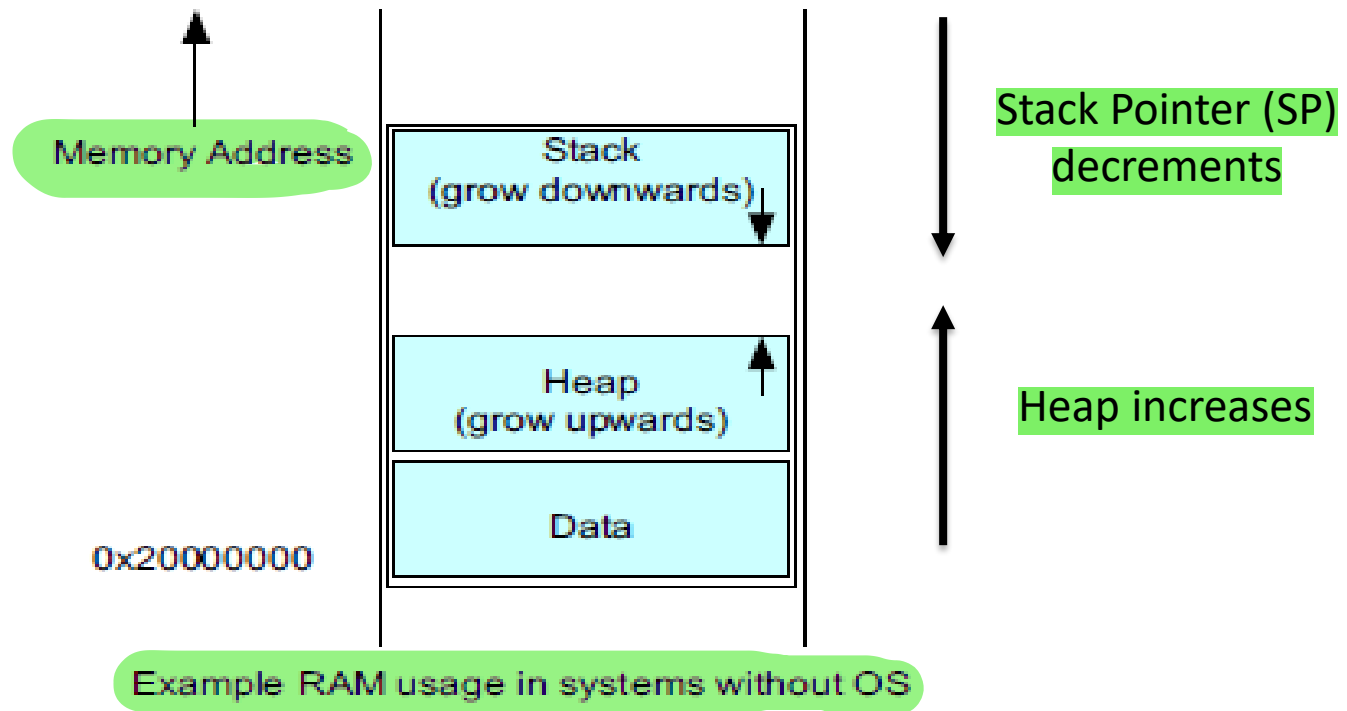 Memory Address
Stack
(grow downwards)
Stack Pointer (SP)
decrements
Heap
(grow upwards)
Heap increases
Data
0x20000000
Example RAM usage in systems without OS